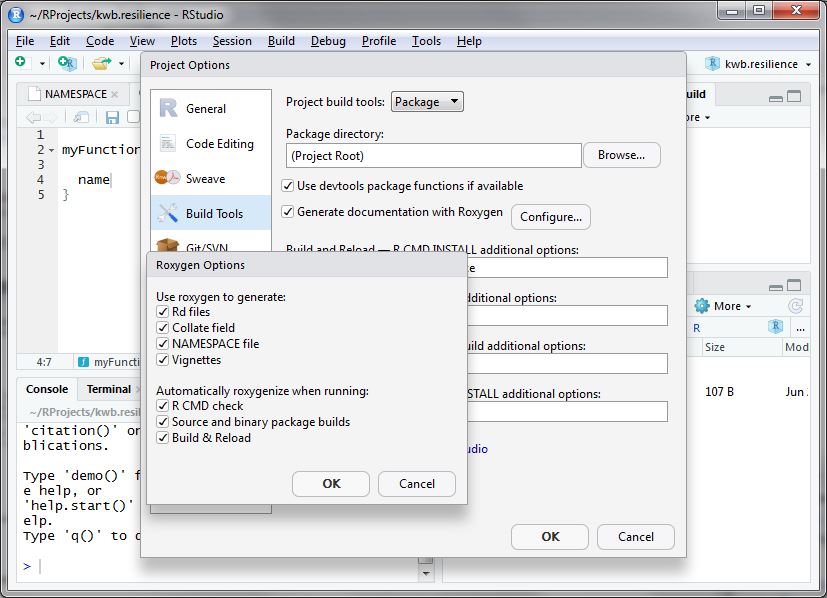 ~/RProjects/kwb.resilience - RStudio
File Edit Code View Plots Session Build Debug Profile Tools Help
kwb.resilience
Project Options
NAMESPACE
1
2 myFunction
3
4 name
5 }
4:7 myFuncti
Console Terminal
~/RProjects/kwb.resil
'citation()' on
blications.
Type 'demo()' f
e help, or
'help.start()'
elp.
Type 'q()' to q
>
General
Code Editing
Sweave
Build Tools
Git/SVN
Project build tools: Package
Package directory:
(Project Root)
Browse...
Use devtools package functions if available
Generate documentation with Roxygen
Configure...
Build and Reload — R CMD INSTALL additional options:
e
dditional options:
uild additional options:
STALL additional options:
udio
OK Cancel
Roxygen Options
Use roxygen to generate:
Rd files
Collate field
NAMESPACE file
Vignettes
Automatically roxygenize when running:
R CMD check
Source and binary package builds
Build & Reload
OK Cancel
uild
ore
More
R ...
Size Mod
107 B Jun